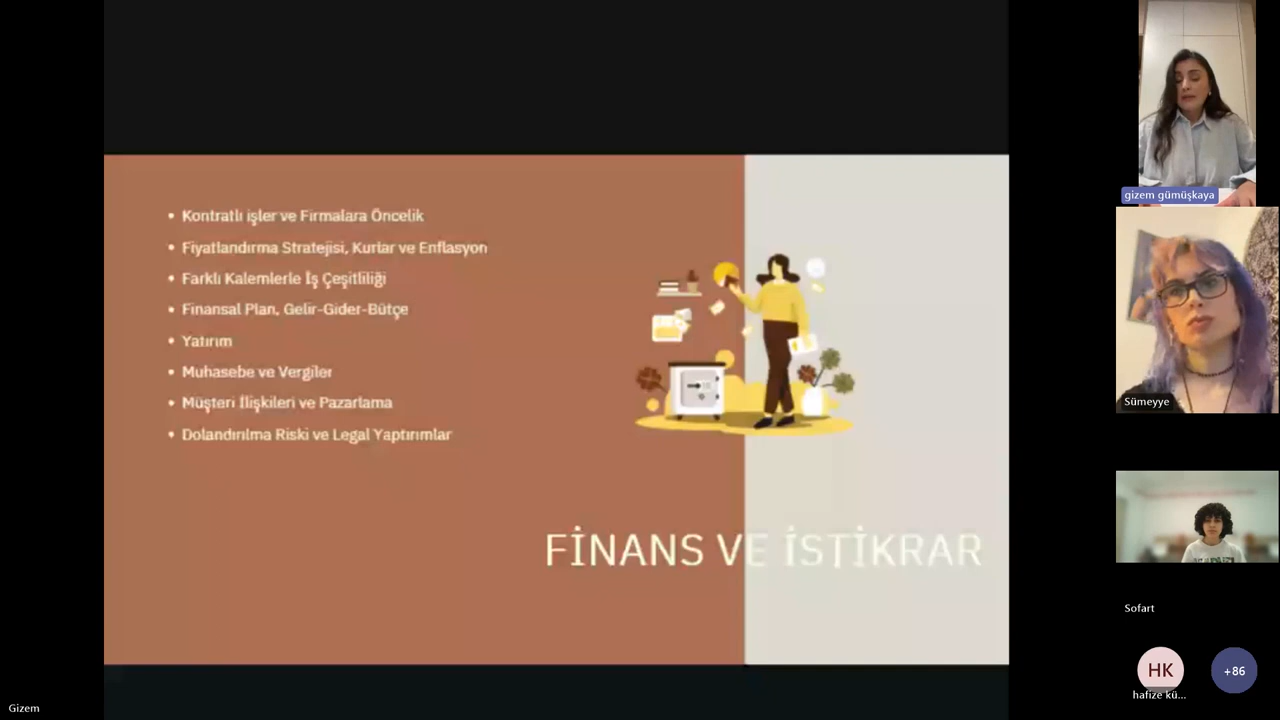 • Kontratlı işler ve Firmalara Öncelik
• Fiyatlandırma Stratejisi, Kurlar ve Enflasyon
• Farklı Kalemlerle İş Çeşitliliği
• Finansal Plan, Gelir-Gider-Bütçe
• Yatırım
• Muhasebe ve Vergiler
• Müşteri İlişkileri ve Pazarlama
• Dolandırılma Riski ve Legal Yaptırımlar
FİNANS VE İSTİKRAR
gizem gümüşkaya
Sümeyye
Sofart
HK
+86
hafize kü...
Gizem